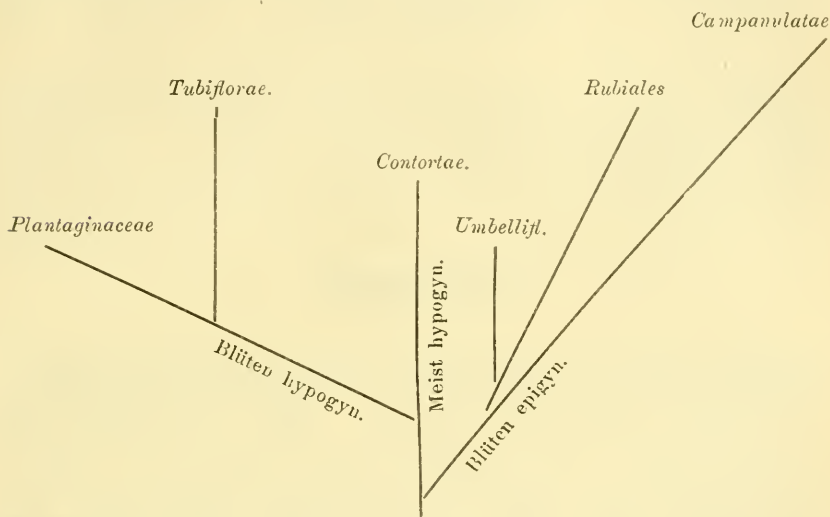 Campanulatae
Tubiflorae.
Rubiales
Contortae.
Plantaginaceae
Umbellifl.
Blüten hypogyn.
Meist hypogyn.
Blüten epigyn.